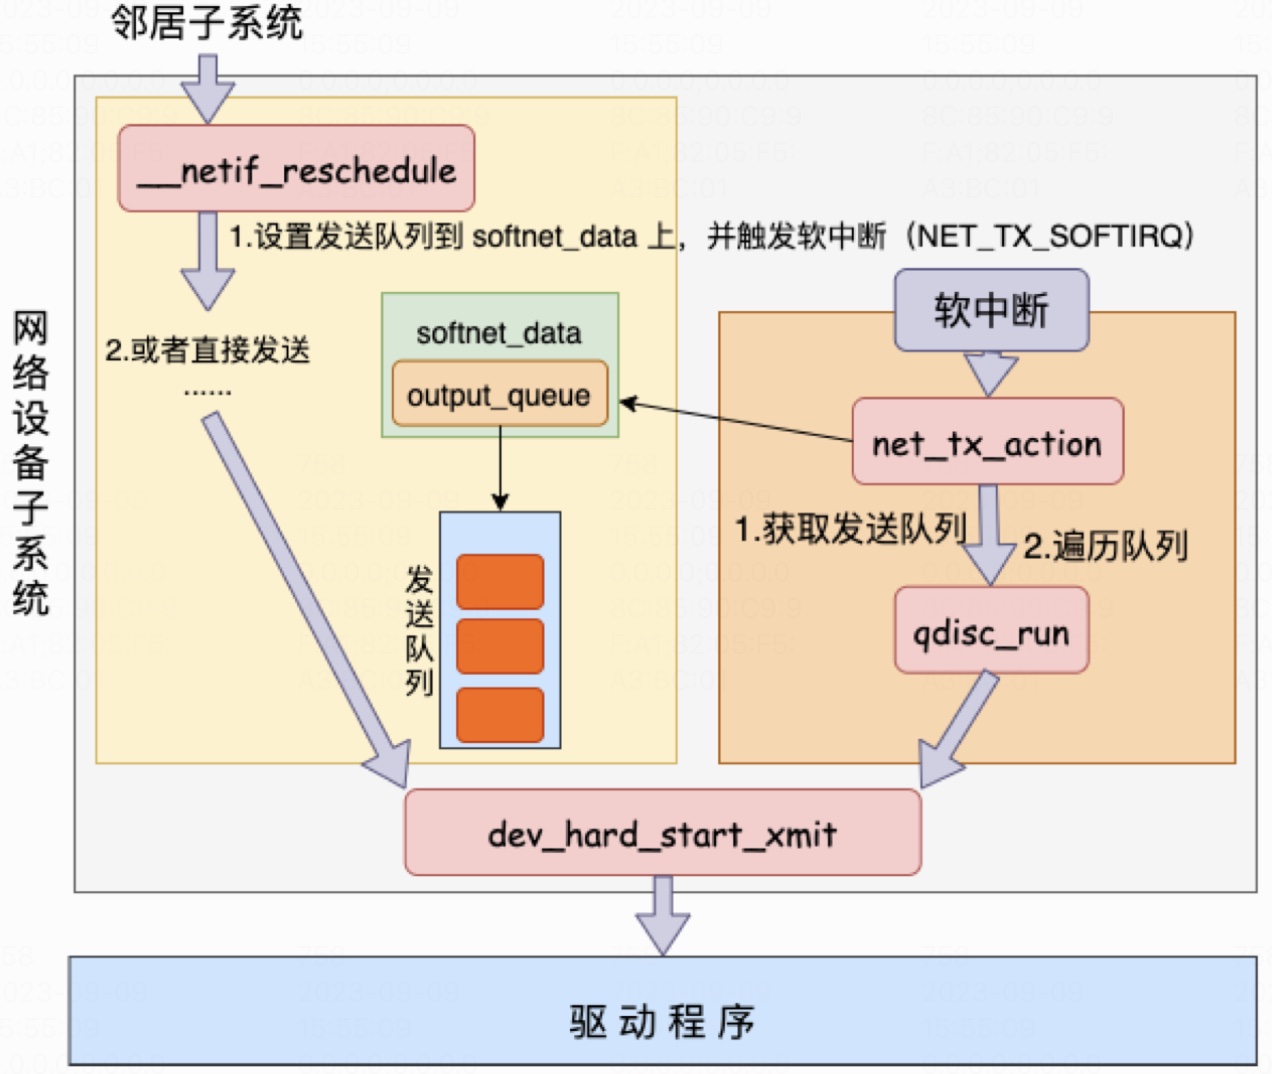 邻居子系统
__netif_reschedule
1.设置发送队列到 softnet_data 上，并触发软中断（NET_TX_SOFTIRQ）
2.或者直接发送
······
softnet_data
output_queue
发送队列
软中断
net_tx_action
1.获取发送队列
2.遍历队列
qdisc_run
dev_hard_start_xmit
网络设备子系统
驱动程序